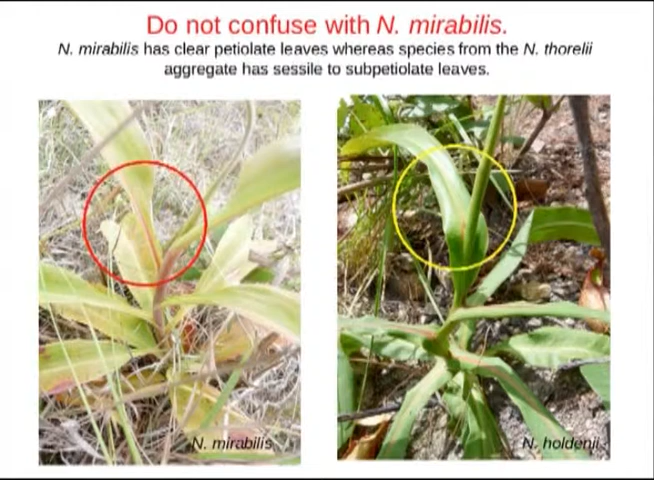 Do not confuse with N. mirabilis.
N. mirabilis has clear petiolate leaves whereas species from the N. thorelii
aggregate has sessile to subpetiolate leaves.
N. mirabilis
N. holdenii